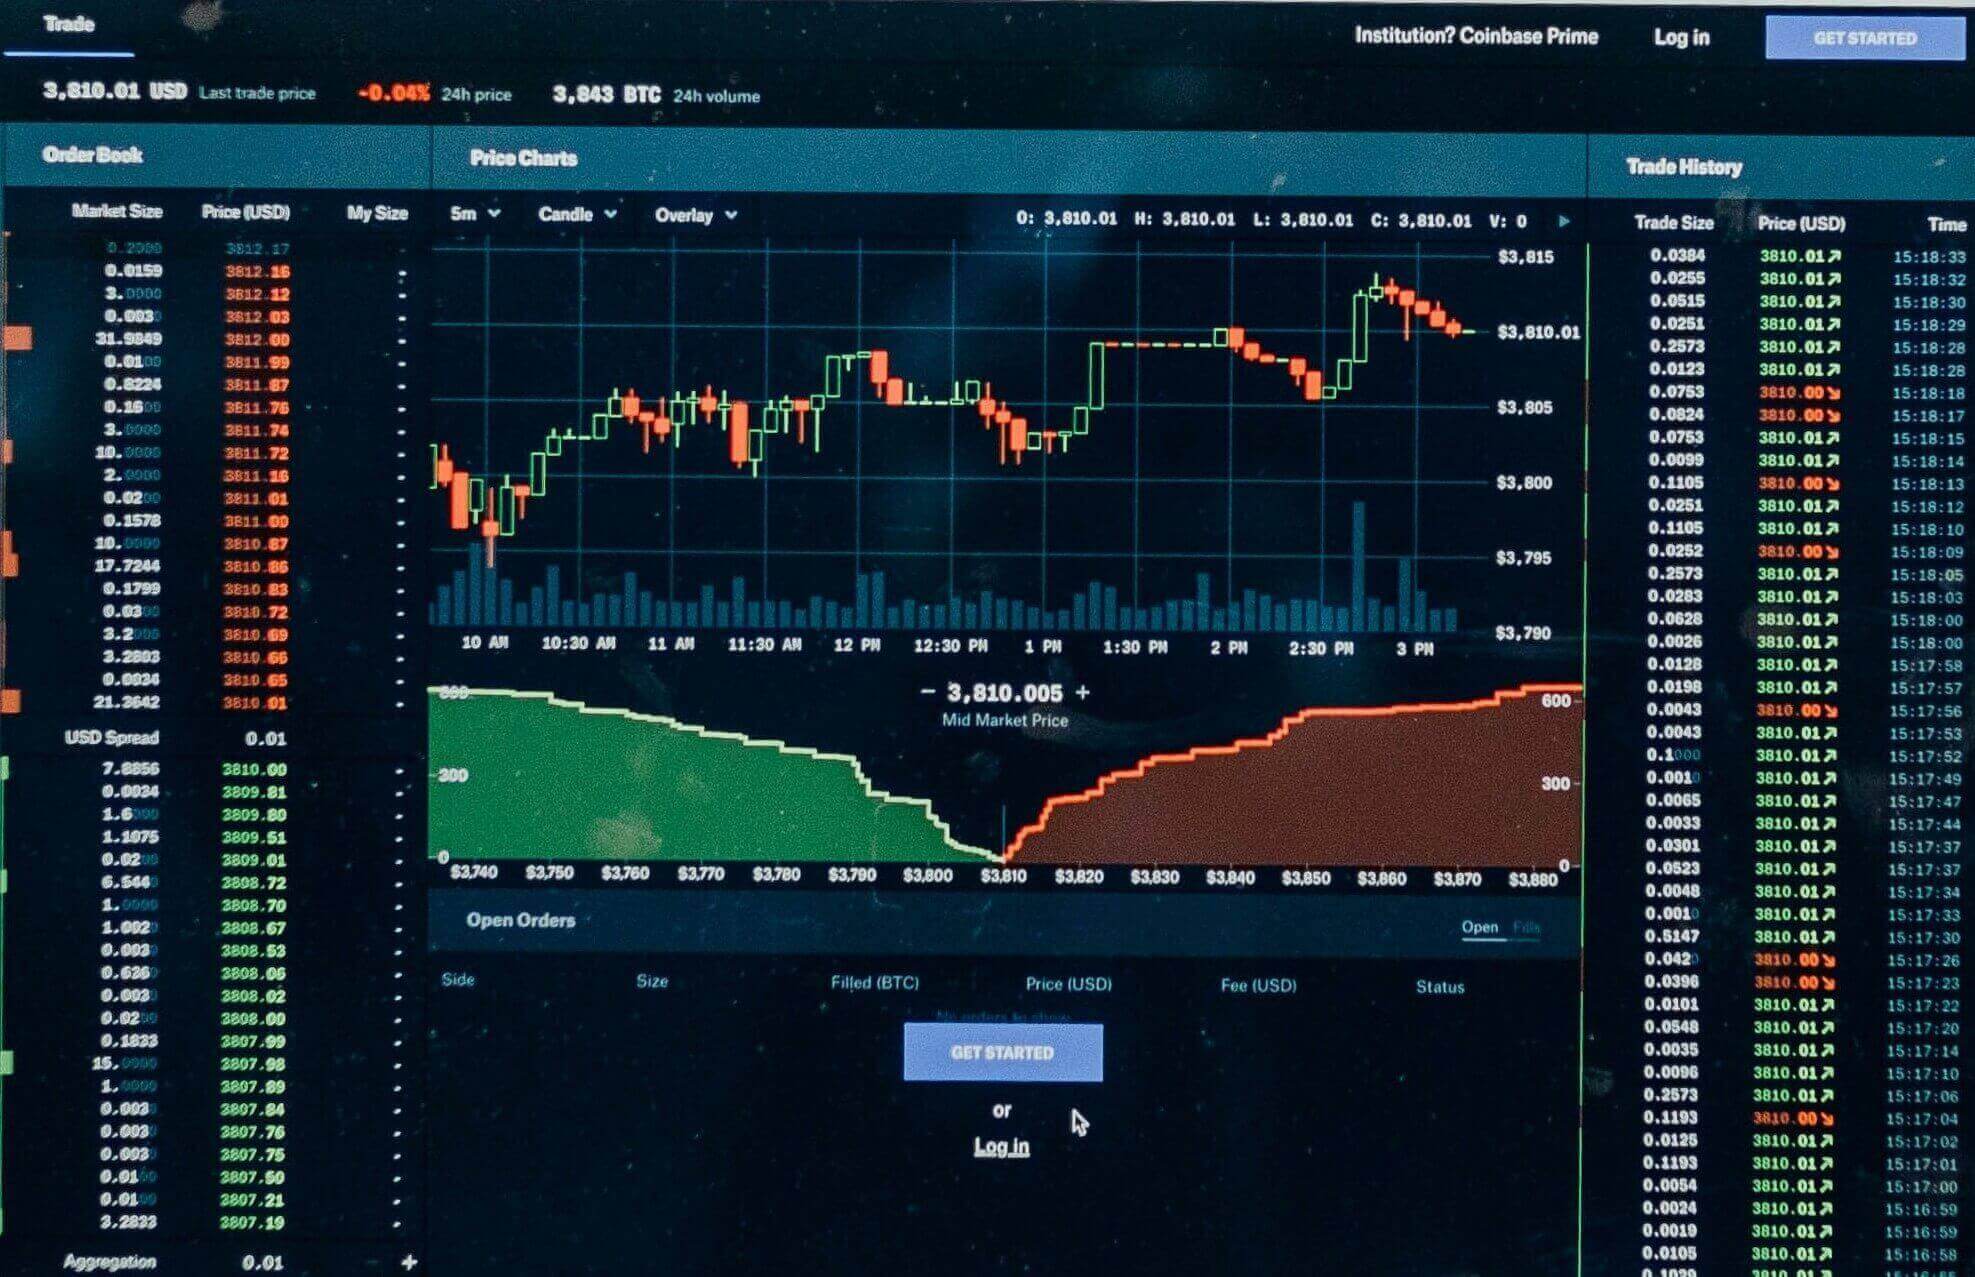 Trade
Institution? Coinbase Prime
Log in
GET STARTED
3,810.01 USD Last trade price
-0.04% 24h price
3,843 BTC 24h volume
Order Book
Market Size Price (USD) My Size
0.2000 3812.17 -
0.0159 3812.16 -
3.0000 3812.12 -
0.0030 3812.03 -
31.9849 3812.00 -
0.0100 3811.99 -
0.8224 3811.87 -
0.1600 3811.76 -
3.0000 3811.74 -
10.0000 3811.72 -
2.0000 3811.16 -
0.0200 3811.01 -
0.1578 3811.00 -
10.0000 3810.87 -
17.7244 3810.86 -
0.1799 3810.83 -
0.0300 3810.72 -
3.2000 3810.69 -
3.2803 3810.66 -
0.0034 3810.65 -
21.3642 3810.01 -
USD Spread 0.01
7.8856 3810.00 -
0.0034 3809.81 -
1.6000 3809.80 -
1.1075 3809.51 -
0.0200 3809.01 -
6.5440 3808.72 -
1.0000 3808.70 -
1.0020 3808.67 -
0.0030 3808.53 -
0.6360 3808.06 -
0.0030 3808.02 -
0.0200 3808.00 -
0.1833 3807.99 -
15.0000 3807.98 -
1.0000 3807.89 -
0.0030 3807.84 -
0.0030 3807.76 -
0.0030 3807.75 -
0.0100 3807.50 -
0.0100 3807.21 -
3.2833 3807.19 -
Aggregation 0.01 - +
Price Charts
5m Candle Overlay
O: 3,810.01 H: 3,810.01 L: 3,810.01 C: 3,810.01 V: 0
$3,815
$3,810.01
$3,805
$3,800
$3,795
$3,790
10 AM 10:30 AM 11 AM 11:30 AM 12 PM 12:30 PM 1 PM 1:30 PM 2 PM 2:30 PM 3 PM
- 3,810.005 +
Mid Market Price
600 600
300 300
0 0
$3,740 $3,750 $3,760 $3,770 $3,780 $3,790 $3,800 $3,810 $3,820 $3,830 $3,840 $3,850 $3,860 $3,870 $3,880
Open Orders
Open Fills
Side Size Filled (BTC) Price (USD) Fee (USD) Status
No orders to show
GET STARTED
or
Log in
Trade History
Trade Size Price (USD) Time
0.0384 3810.01↗ 15:18:33
0.0255 3810.01↗ 15:18:32
0.0515 3810.01↗ 15:18:30
0.0251 3810.01↗ 15:18:29
0.2573 3810.01↗ 15:18:28
0.0123 3810.01↗ 15:18:28
0.0753 3810.00↘ 15:18:18
0.0824 3810.00↘ 15:18:17
0.0753 3810.01↗ 15:18:15
0.0099 3810.01↗ 15:18:14
0.1105 3810.00↘ 15:18:13
0.0251 3810.01↗ 15:18:12
0.1105 3810.01↗ 15:18:10
0.0252 3810.00↘ 15:18:09
0.2573 3810.01↗ 15:18:05
0.0283 3810.01↗ 15:18:03
0.0628 3810.01↗ 15:18:00
0.0026 3810.01↗ 15:18:00
0.0128 3810.01↗ 15:17:58
0.0198 3810.01↗ 15:17:57
0.0043 3810.00↘ 15:17:56
0.0043 3810.01↗ 15:17:53
0.1000 3810.01↗ 15:17:52
0.0010 3810.01↗ 15:17:49
0.0065 3810.01↗ 15:17:47
0.0033 3810.01↗ 15:17:44
0.0301 3810.01↗ 15:17:37
0.0523 3810.01↗ 15:17:37
0.0048 3810.01↗ 15:17:34
0.0010 3810.01↗ 15:17:33
0.5147 3810.01↗ 15:17:30
0.0420 3810.00↘ 15:17:26
0.0396 3810.00↘ 15:17:23
0.0101 3810.01↗ 15:17:22
0.0548 3810.01↗ 15:17:20
0.0035 3810.01↗ 15:17:14
0.0096 3810.01↗ 15:17:10
0.2573 3810.01↗ 15:17:06
0.1193 3810.00↘ 15:17:04
0.0125 3810.01↗ 15:17:02
0.1193 3810.01↗ 15:17:01
0.0054 3810.01↗ 15:17:00
0.0024 3810.01↗ 15:16:59
0.0019 3810.01↗ 15:16:59
0.0105 3810.01↗ 15:16:58